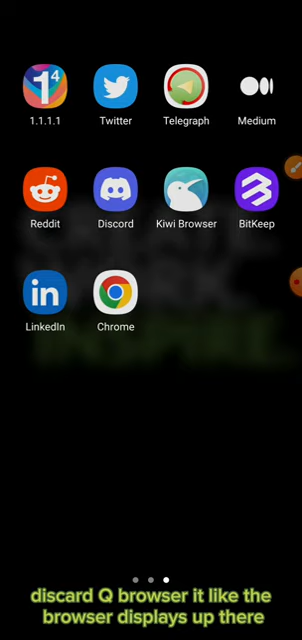 1.1.1.1
Twitter
Telegraph
Medium
Reddit
Discord
Kiwi Browser
BitKeep
LinkedIn
Chrome
discard Q browser it like the
browser displays up there